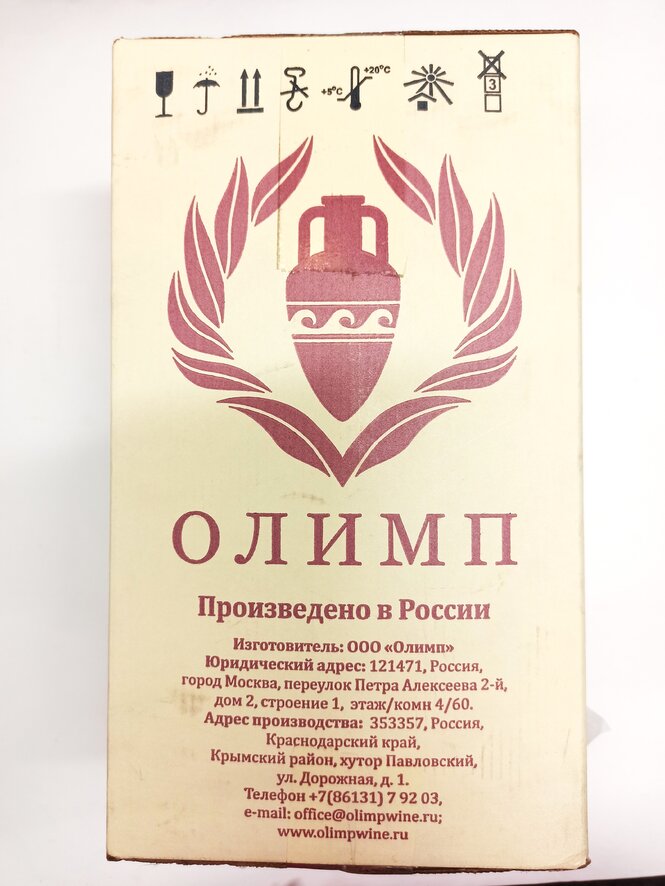 +5°C
+20°C
3
ОЛИМП
Произведено в России
Изготовитель: ООО «Олимп»
Юридический адрес: 121471, Россия,
город Москва, переулок Петра Алексеева 2-й,
дом 2, строение 1, этаж/комн 4/60.
Адрес производства: 353357, Россия,
Краснодарский край,
Крымский район, хутор Павловский,
ул. Дорожная, д. 1.
Телефон +7(86131) 7 92 03,
e-mail: office@olimpwine.ru;
www.olimpwine.ru